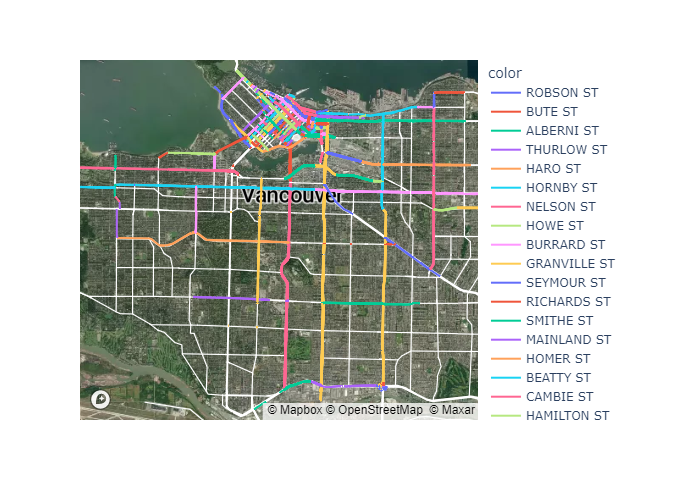 color
ROBSON ST
BUTE ST
ALBERNI ST
THURLOW ST
HARO ST
HORNBY ST
NELSON ST
HOWE ST
BURRARD ST
GRANVILLE ST
SEYMOUR ST
RICHARDS ST
SMITHE ST
MAINLAND ST
HOMER ST
BEATTY ST
CAMBIE ST
HAMILTON ST
Vancouver
© Mapbox © OpenStreetMap © Maxar